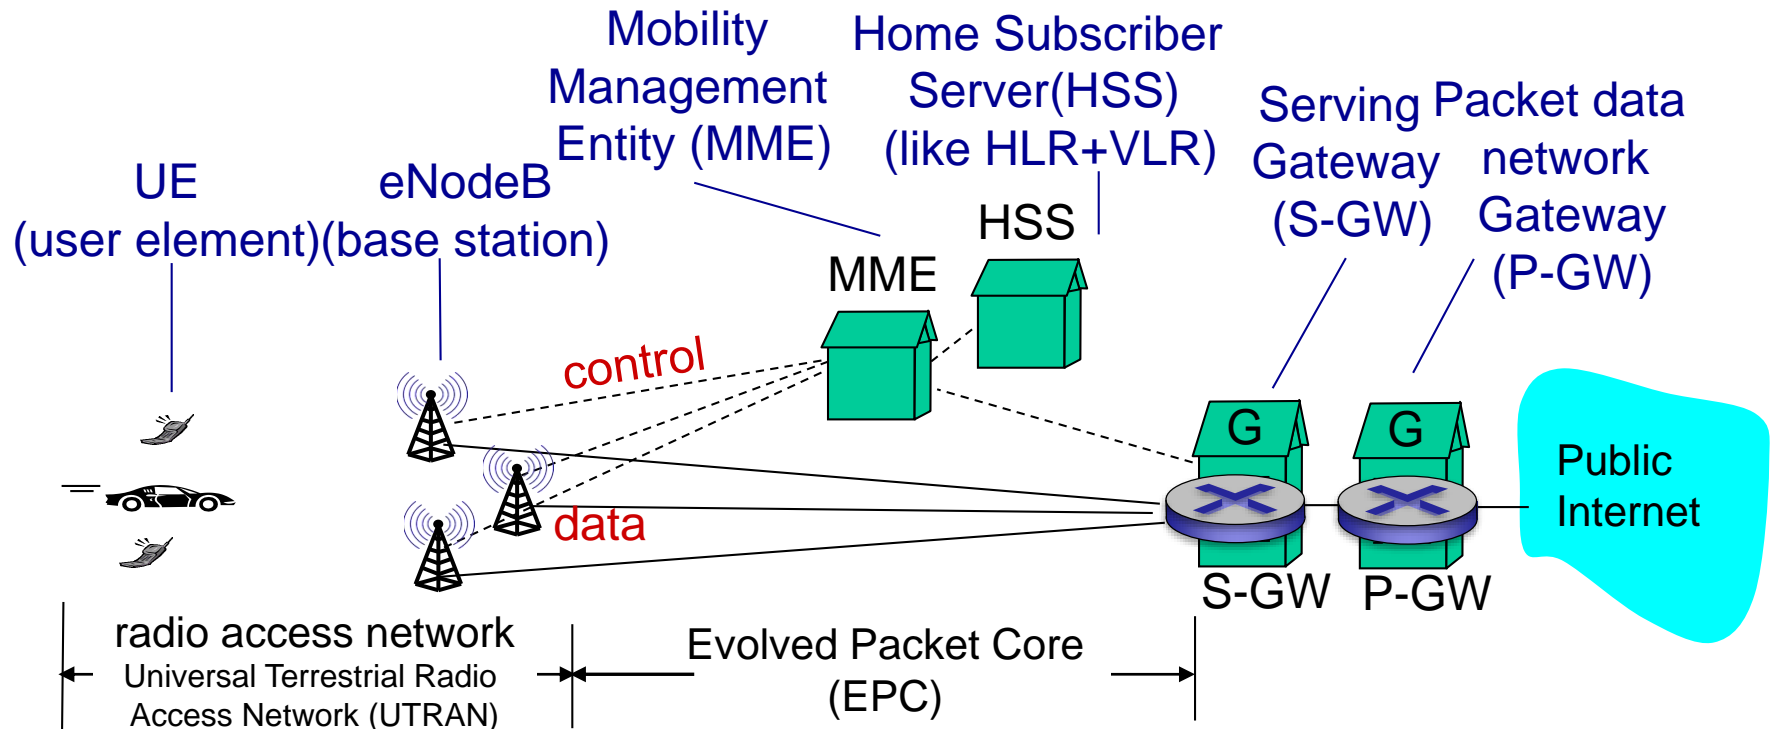 Mobility
Management
Entity (MME)
Home Subscriber
Server(HSS)
(like HLR+VLR)
Serving
Gateway
(S-GW)
Packet data
network
Gateway
(P-GW)
UE
(user element)
eNodeB
(base station)
HSS
MME
control
data
G
G
S-GW
P-GW
Public
Internet
radio access network
Universal Terrestrial Radio
Access Network (UTRAN)
Evolved Packet Core
(EPC)